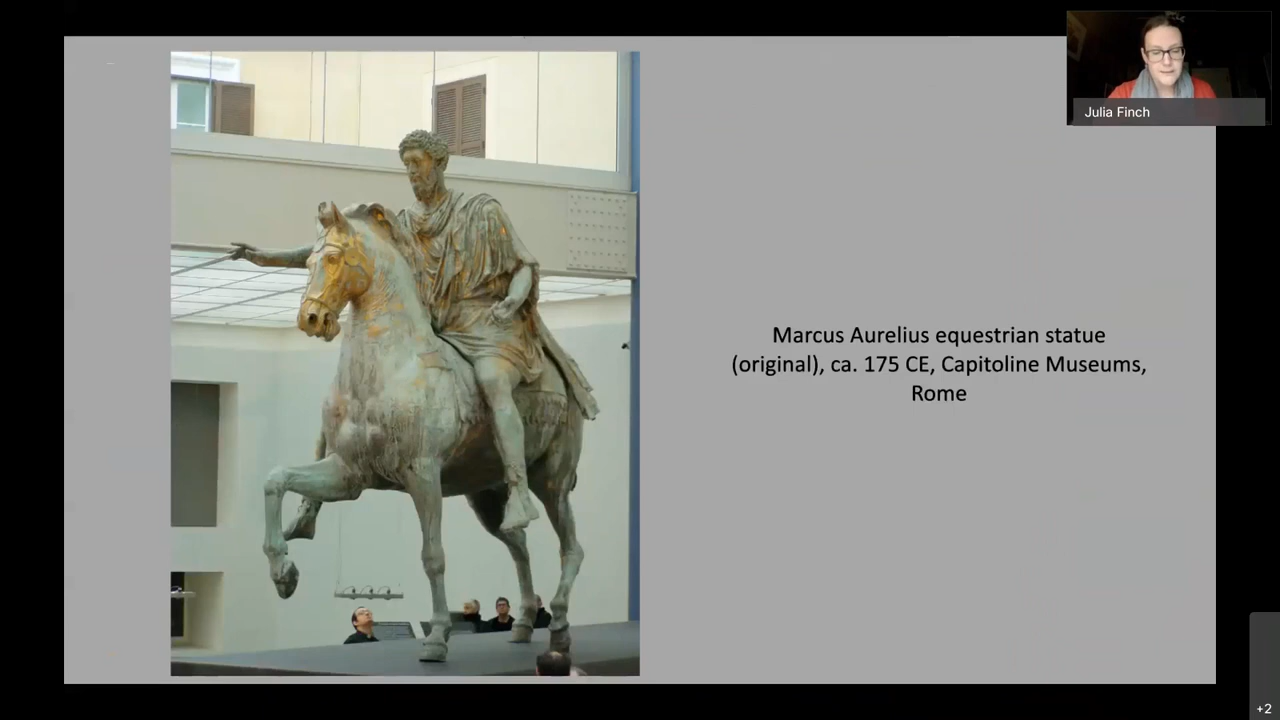 Julia Finch
Marcus Aurelius equestrian statue
(original), ca. 175 CE, Capitoline Museums,
Rome
+2